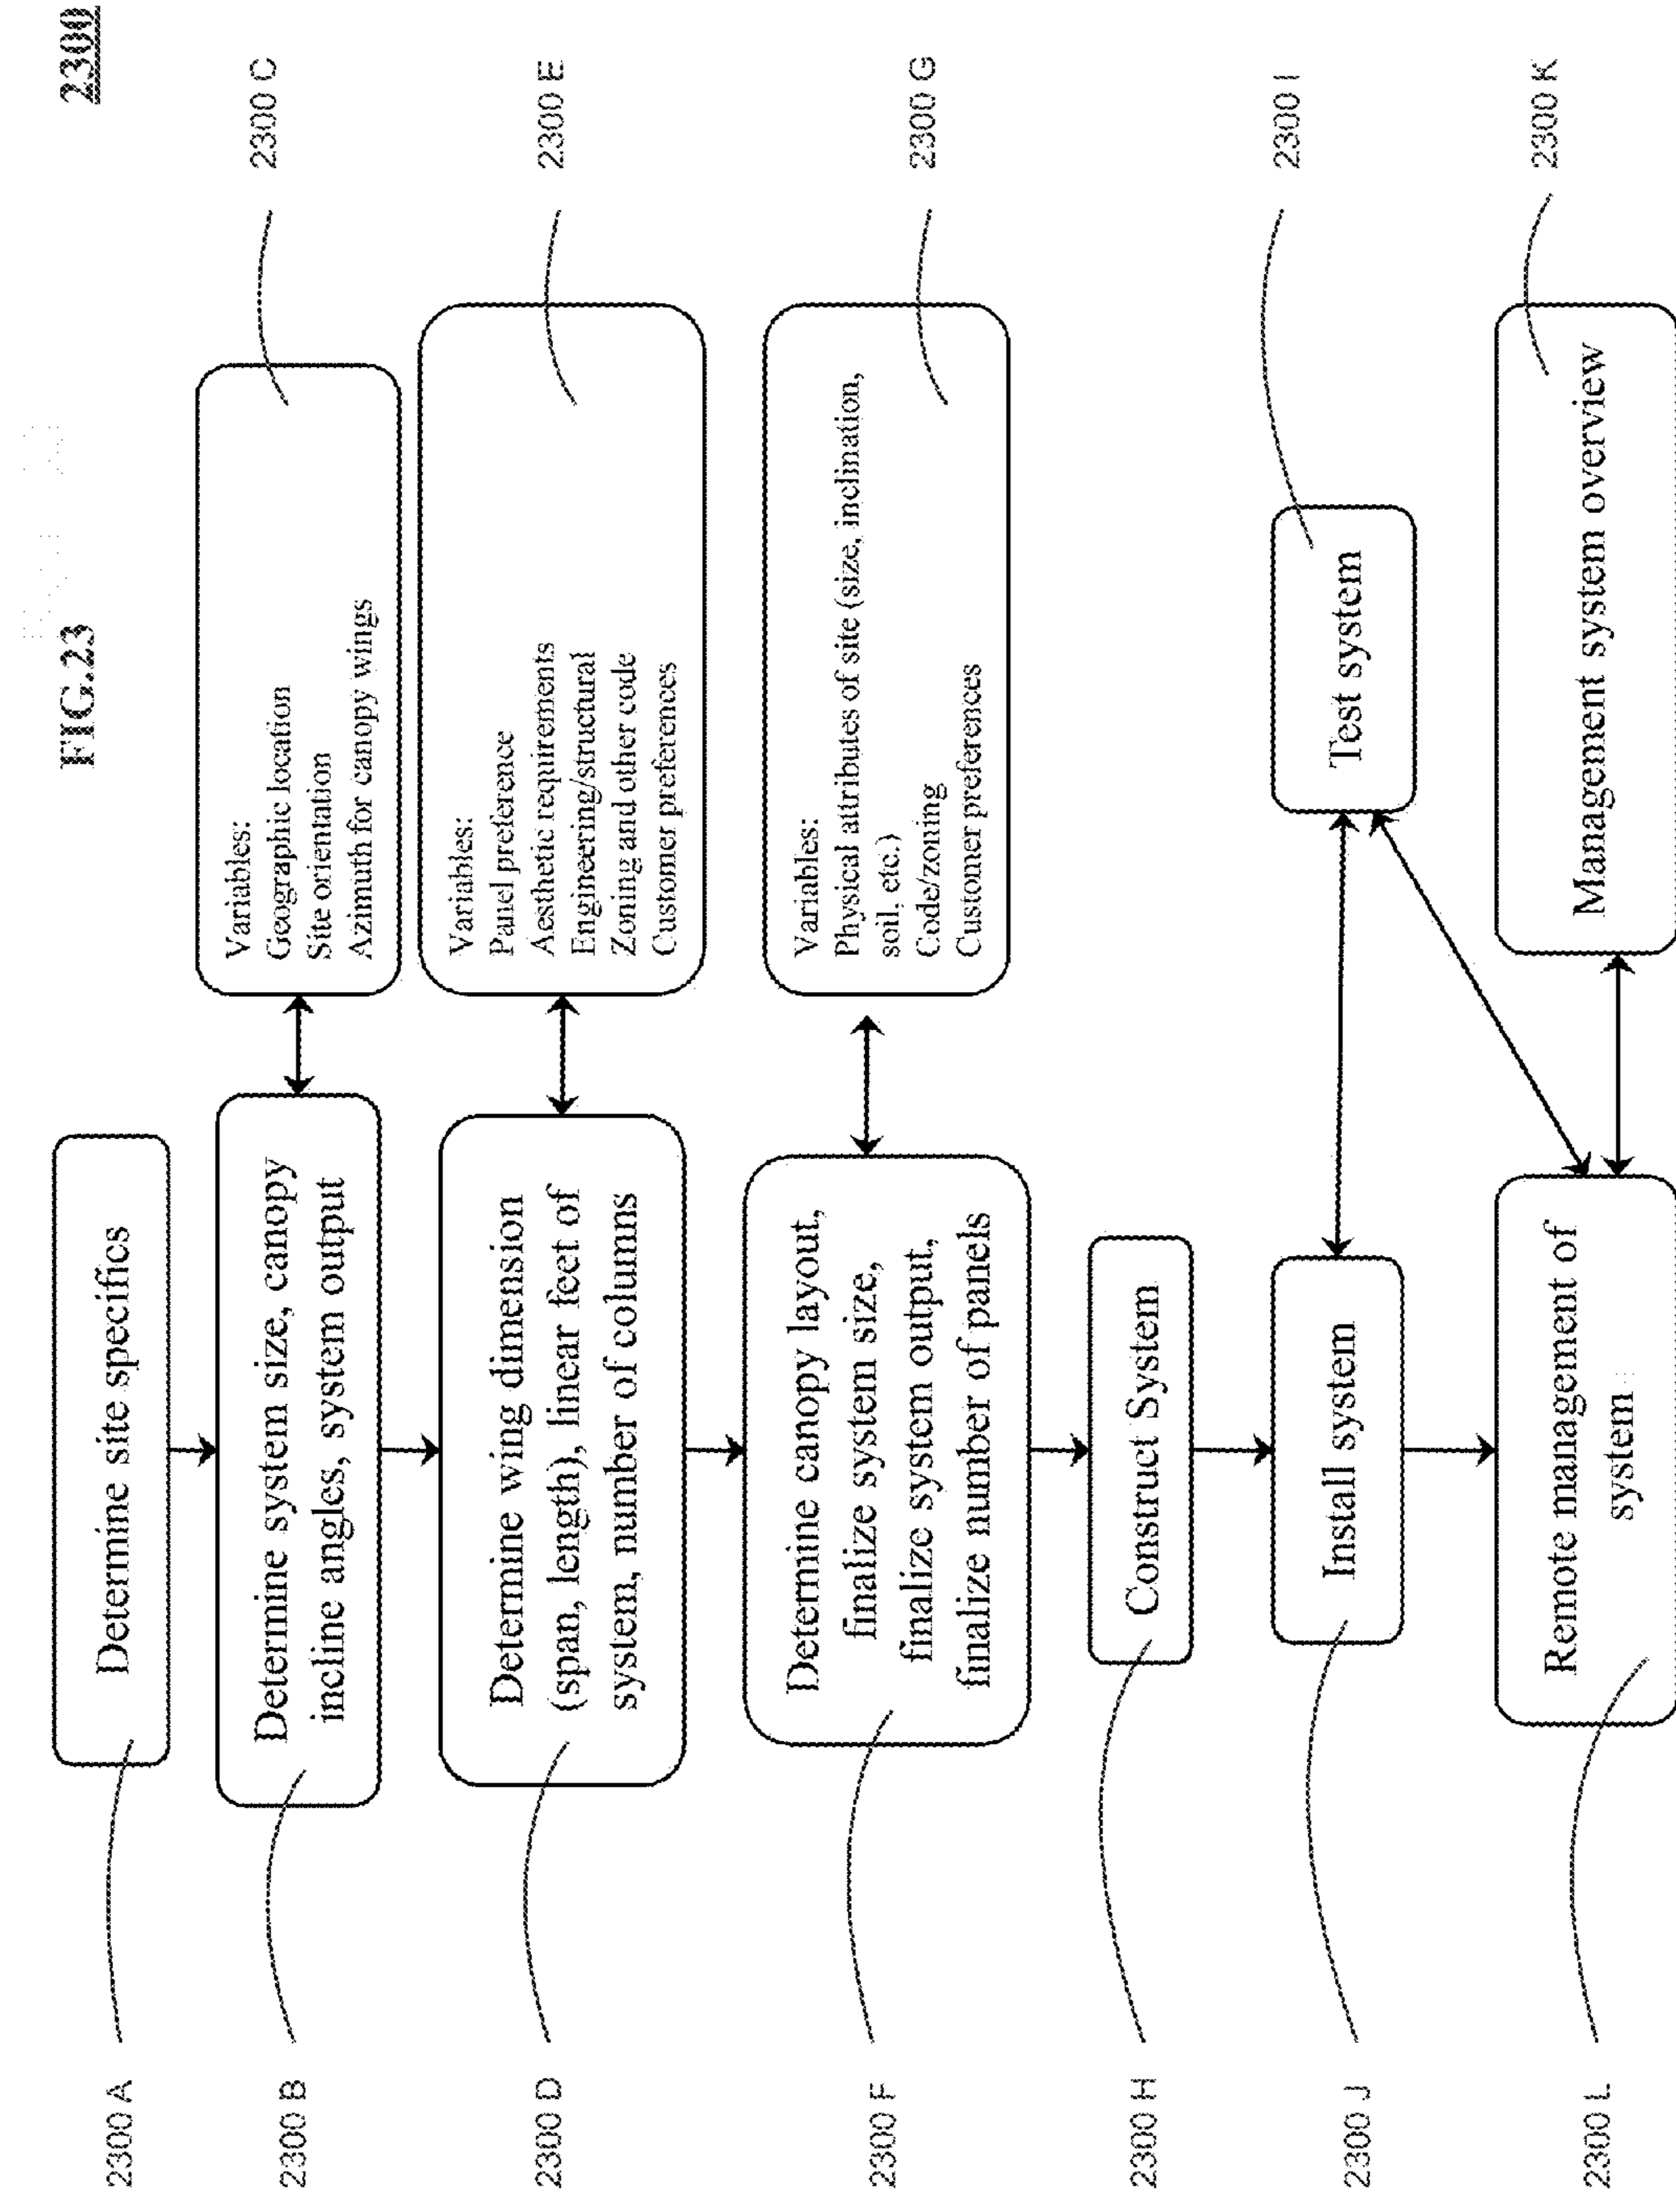 FIG.23
2300
2300 A
Determine site specifics
2300 B
Determine system size, canopy
incline angles, system output
Variables:
Geographic location
Site orientation
Azimuth for canopy wings
2300 C
2300 D
Determine wing dimension
(span, length), linear feet of
system, number of columns
Variables:
Panel preference
Aesthetic requirements
Engineering/structural
Zoning and other code
Customer preferences
2300 E
2300 F
Determine canopy layout,
finalize system size,
finalize system output,
finalize number of panels
Variables:
Physical attributes of site (size, inclination,
soil, etc.)
Code/zoning
Customer preferences
2300 G
2300 H
Construct System
2300 J
Install system
Test system
2300 I
2300 L
Remote management of
system
Management system overview
2300 K